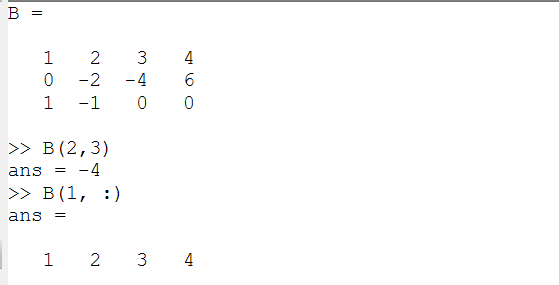 B =
1 2 3 4
0 -2 -4 6
1 -1 0 0
>> B(2,3)
ans = -4
>> B(1, :)
ans =
1 2 3 4